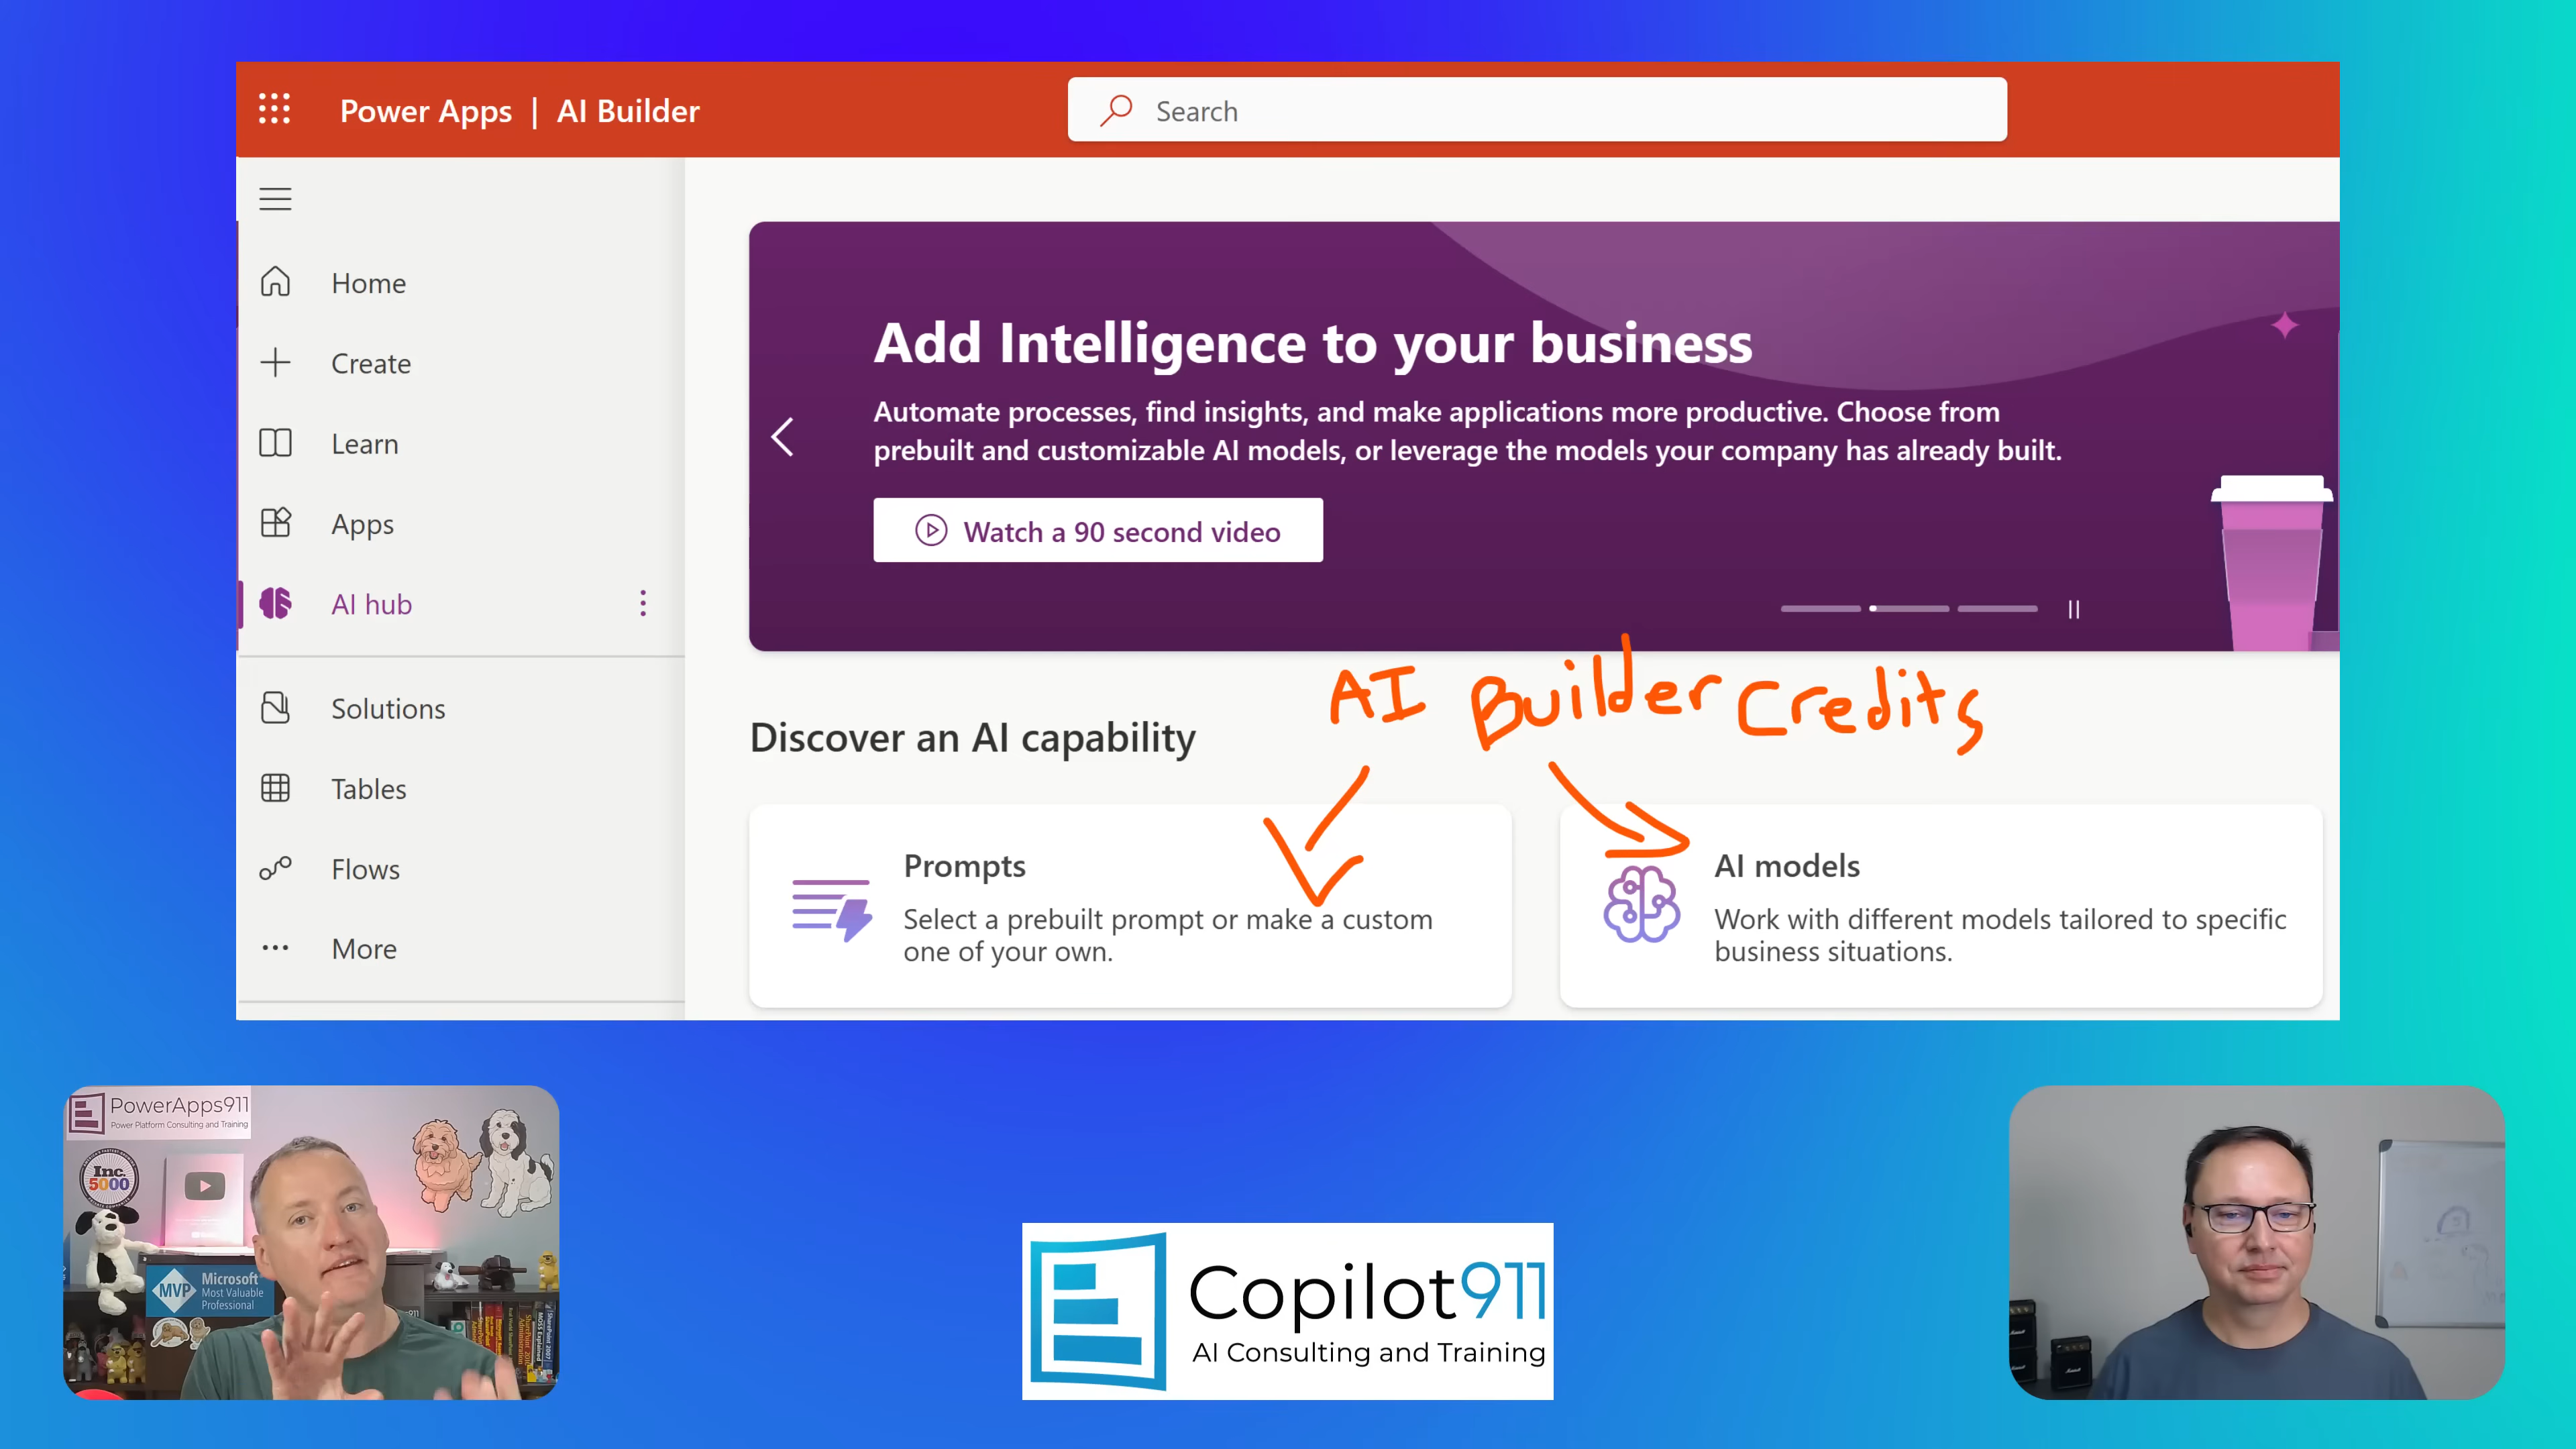 Power Apps | AI Builder
Search
Home
Create
Learn
Apps
AI hub
Solutions
Tables
Flows
More
Add Intelligence to your business
Automate processes, find insights, and make applications more productive. Choose from
prebuilt and customizable AI models, or leverage the models your company has already built.
Watch a 90 second video
AI Builder Credits
Discover an AI capability
Prompts
Select a prebuilt prompt or make a custom
one of your own.
AI models
Work with different models tailored to specific
business situations.
PowerApps911
Power Platform Consulting and Training
Inc.
5000
MVP
Microsoft
Most Valuable
Professional
Copilot911
AI Consulting and Training